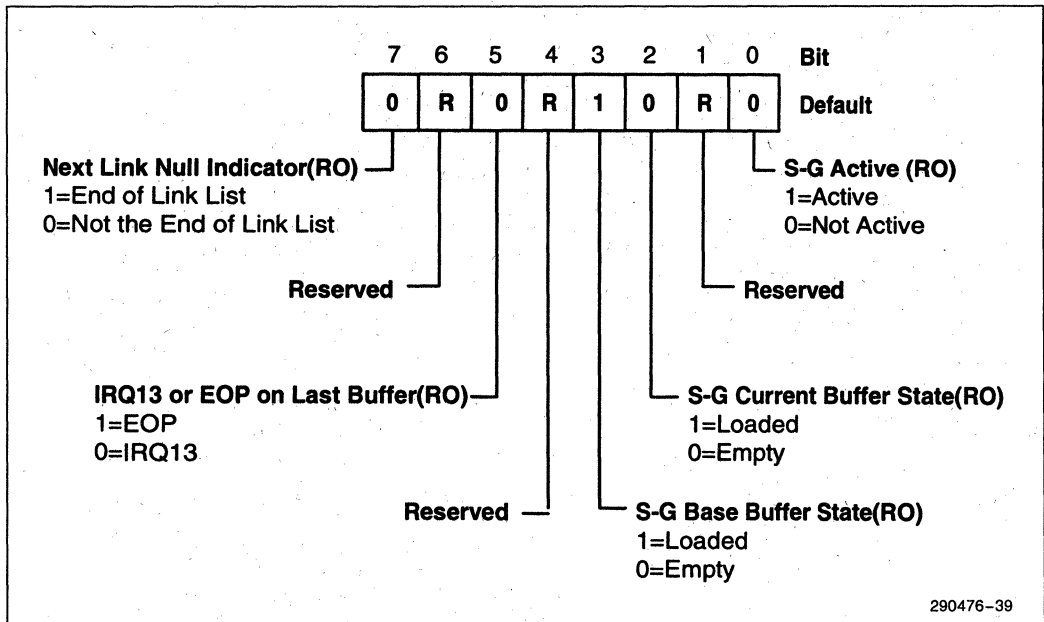 7 6 5 4 3 2 1 0 Bit
0 R 0 R 1 0 R 0 Default
Next Link Null Indicator(RO)
1=End of Link List
0=Not the End of Link List
S-G Active (RO)
1=Active
0=Not Active
Reserved
Reserved
IRQ13 or EOP on Last Buffer(RO)
1=EOP
0=IRQ13
S-G Current Buffer State(RO)
1=Loaded
0=Empty
Reserved
S-G Base Buffer State(RO)
1=Loaded
0=Empty
290476-39